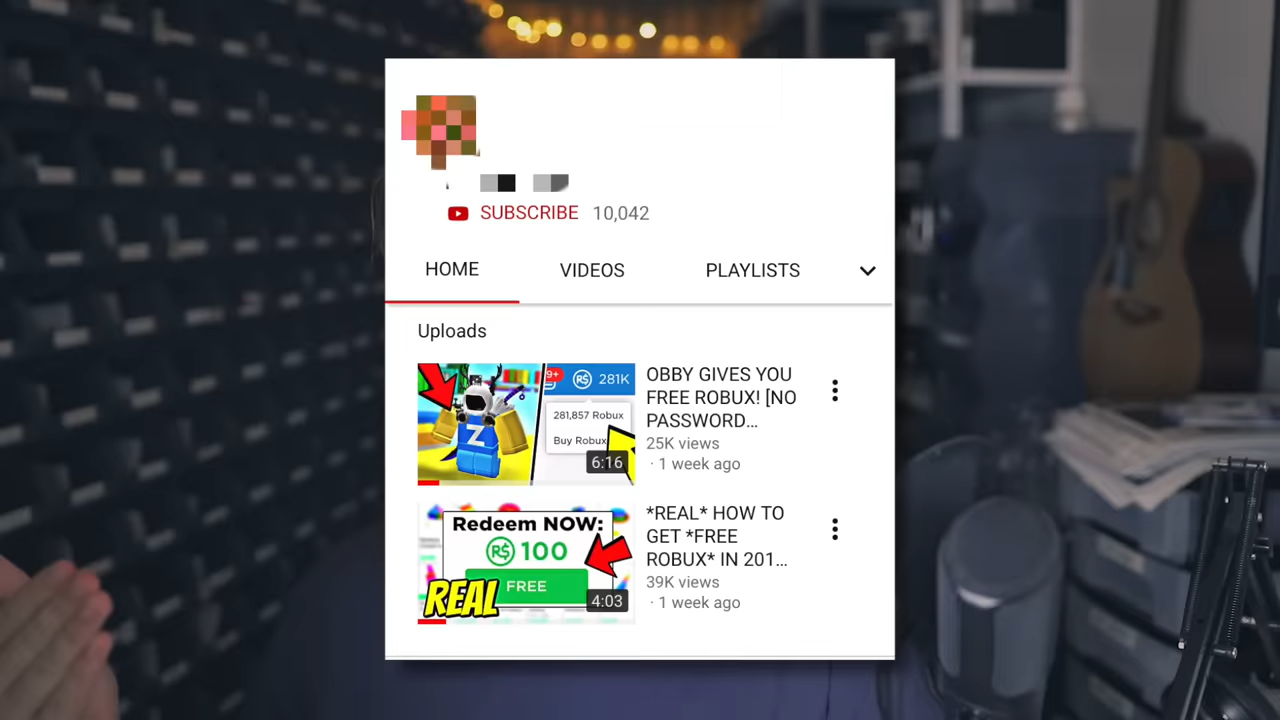 SUBSCRIBE 10,042
HOME VIDEOS PLAYLISTS
Uploads
9+ R$ 281K
281,857 Robux
Buy Robux
Z
6:16
OBBY GIVES YOU
FREE ROBUX! [NO
PASSWORD...
25K views
· 1 week ago
Redeem NOW:
R$ 100
FREE
REAL
4:03
*REAL* HOW TO
GET *FREE
ROBUX* IN 201...
39K views
· 1 week ago